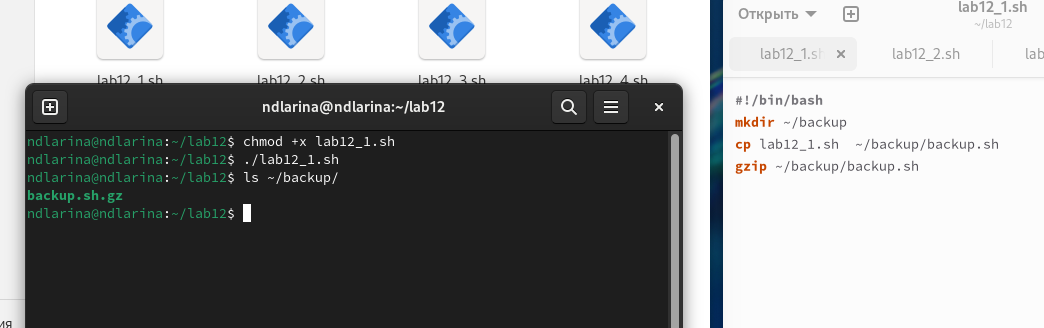 lab12_1.sh
lab12_2.sh
lab12_3.sh
lab12_4.sh
ndlarina@ndlarina:~/lab12
ndlarina@ndlarina:~/lab12$ chmod +x lab12_1.sh
ndlarina@ndlarina:~/lab12$ ./lab12_1.sh
ndlarina@ndlarina:~/lab12$ ls ~/backup/
backup.sh.gz
ndlarina@ndlarina:~/lab12$
Открыть
lab12_1.sh
~/lab12
lab12_1.sh
lab12_2.sh
lab
#!/bin/bash
mkdir ~/backup
cp lab12_1.sh  ~/backup/backup.sh
gzip ~/backup/backup.sh